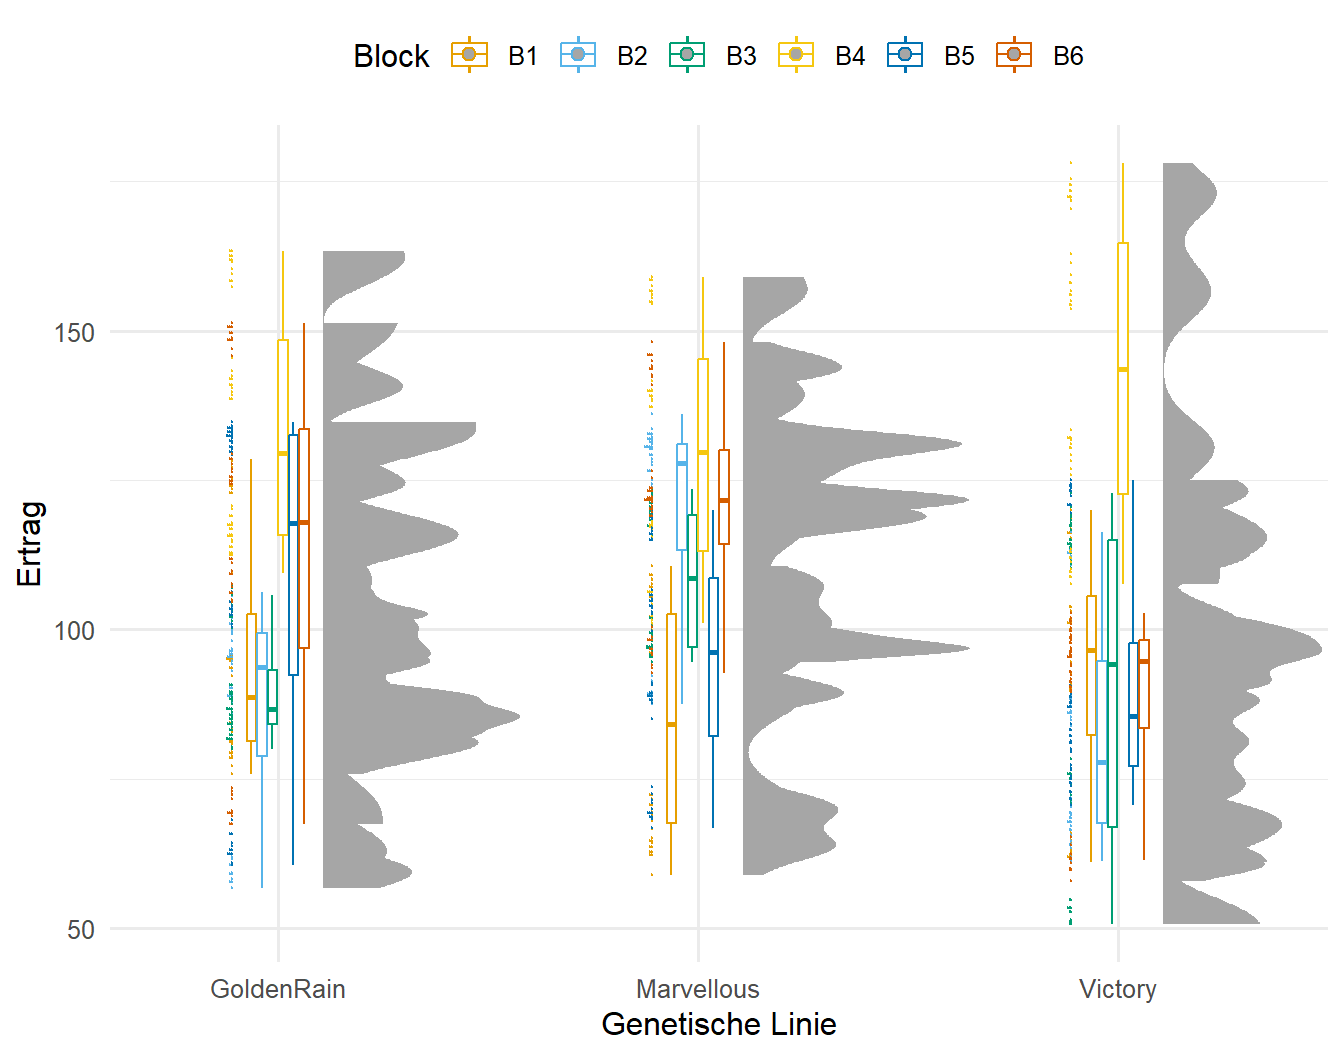 Block B1 B2 B3 B4 B5 B6
150
100
50
Ertrag
GoldenRain Marvellous Victory
Genetische Linie